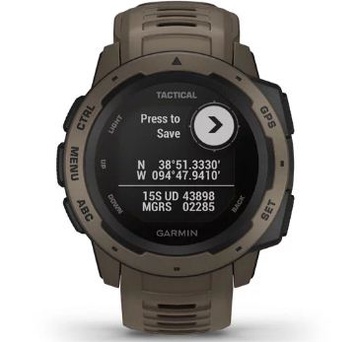 TACTICAL
LIGHT
CTRL
GPS
Press to
Save
MENU
UP
N 38°51.3330'
W 094°47.9410'
15S UD 43898
MGRS 02285
ABC
DOWN
BACK
SET
GARMIN